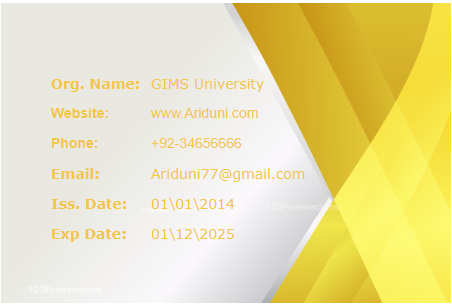 Org. Name: GIMS University
Website: www.Ariduni.com
Phone: +92-34656666
Email: Ariduni77@gmail.com
Iss. Date: 01\01\2014
123Freevectors
Exp Date: 01\12\2025
123Freevectors